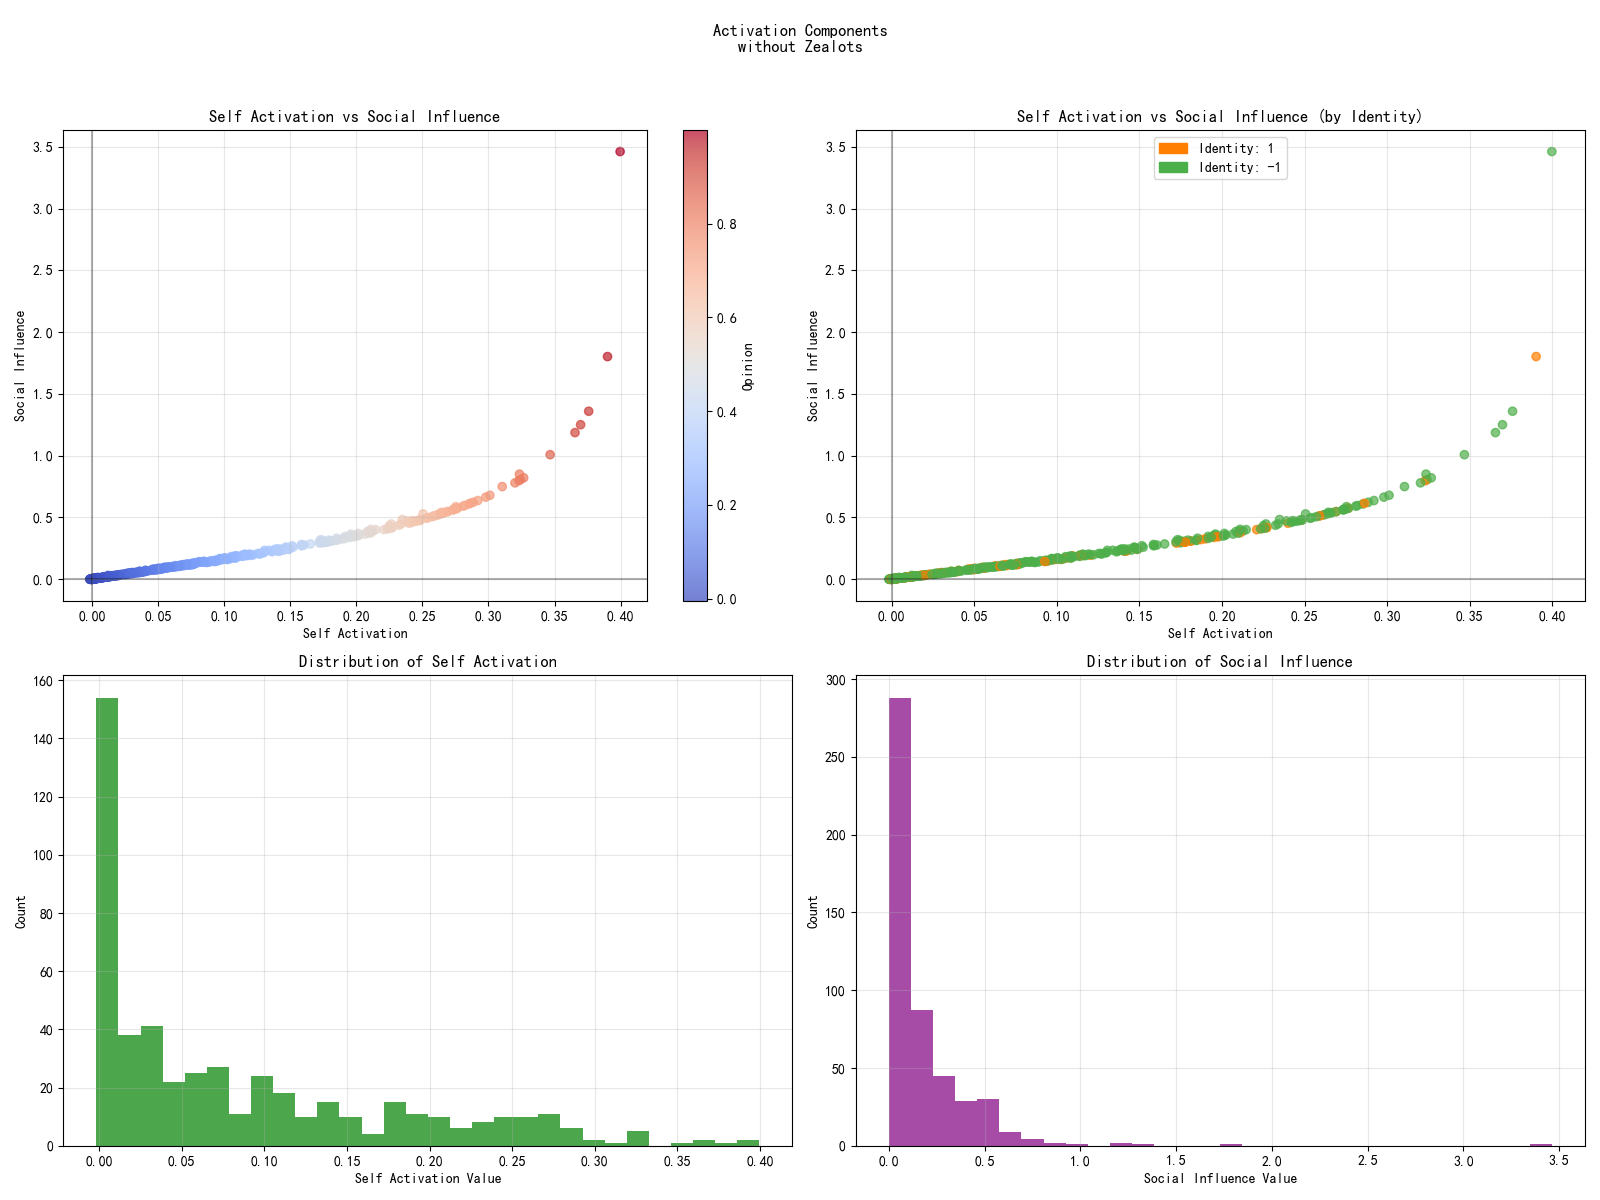 Activation Components
without Zealots
Self Activation vs Social Influence
3.5
3.0
2.5
2.0
1.5
1.0
0.5
0.0
Social Influence
0.00 0.05 0.10 0.15 0.20 0.25 0.30 0.35 0.40
Self Activation
0.8
0.6
0.4
0.2
0.0
Opinion
Self Activation vs Social Influence (by Identity)
Identity: 1
Identity: -1
3.5
3.0
2.5
2.0
1.5
1.0
0.5
0.0
Social Influence
0.00 0.05 0.10 0.15 0.20 0.25 0.30 0.35 0.40
Self Activation
Distribution of Self Activation
160
140
120
100
80
60
40
20
0
Count
0.00 0.05 0.10 0.15 0.20 0.25 0.30 0.35 0.40
Self Activation Value
Distribution of Social Influence
300
250
200
150
100
50
0
Count
0.0 0.5 1.0 1.5 2.0 2.5 3.0 3.5
Social Influence Value